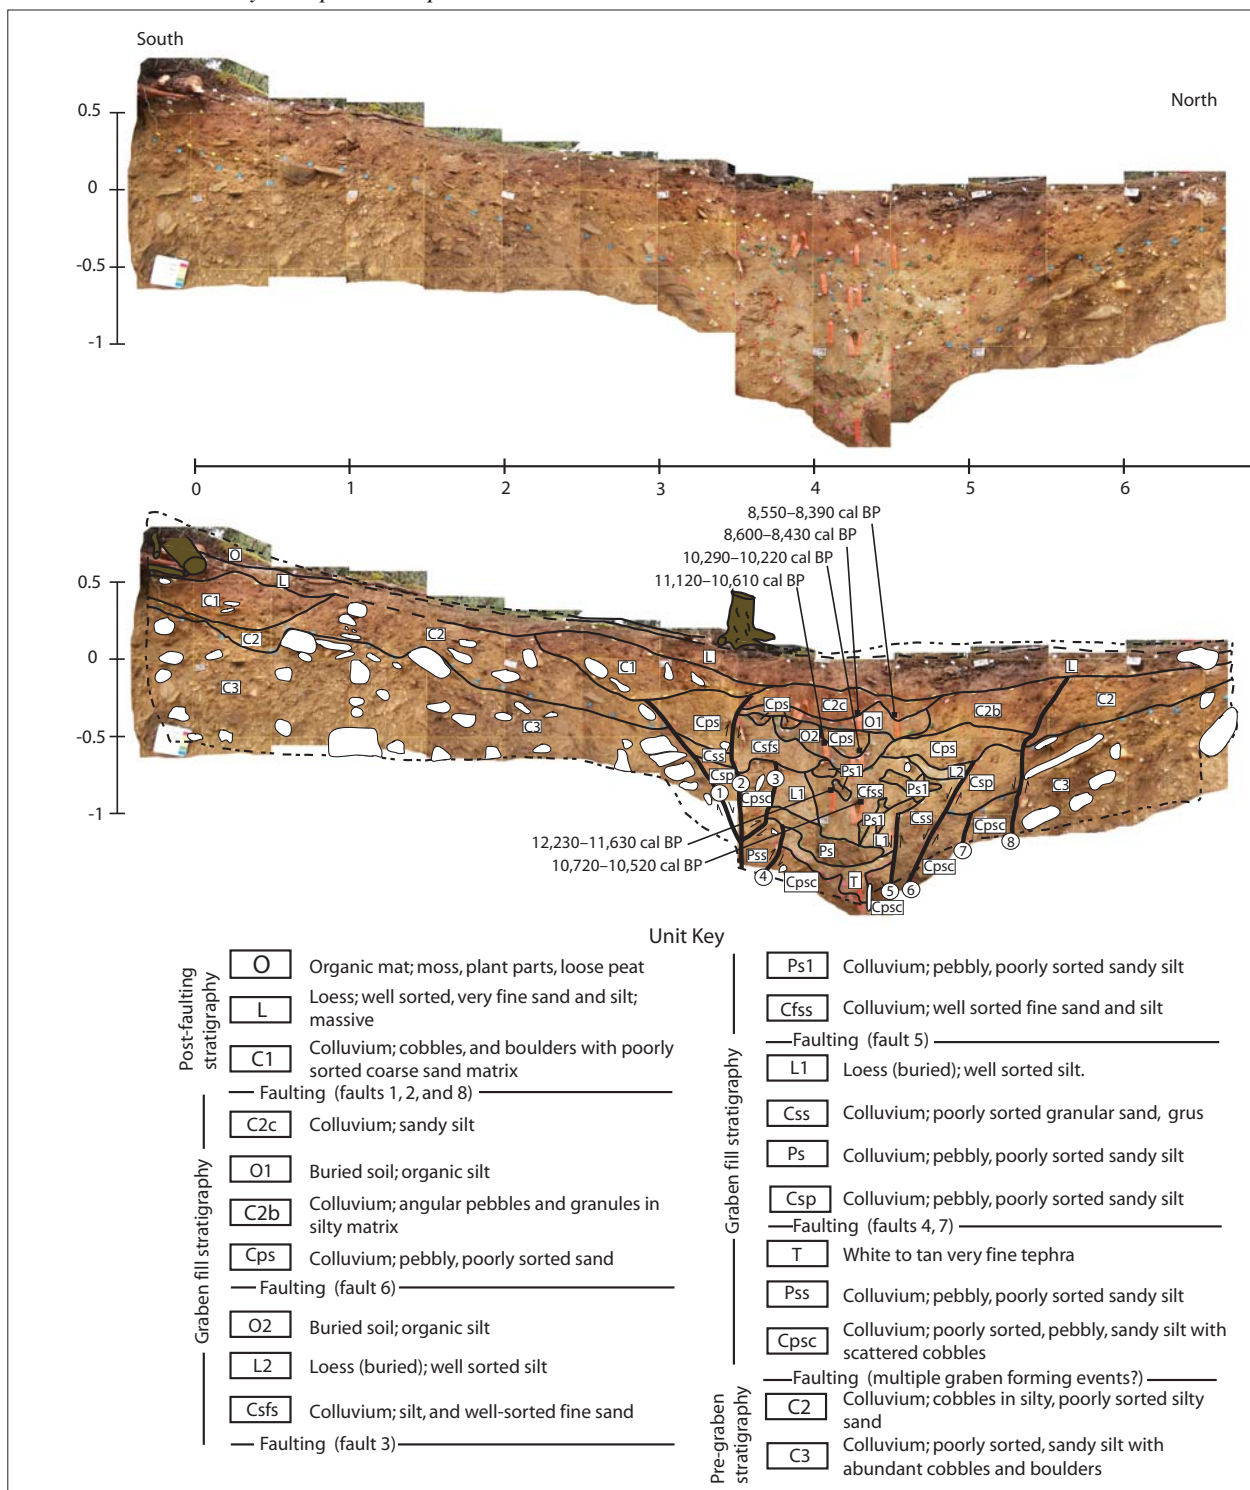 South
North
0.5
0
-0.5
-1
0 1 2 3 4 5 6
8,550–8,390 cal BP
8,600–8,430 cal BP
10,290–10,220 cal BP
11,120–10,610 cal BP
0.5
0
-0.5
-1
O
L
C1
C2
C2
C3
C3
C1
L
L
C2
C2b
C2c
O1
Cps
Cps
O2
Cps
Csfs
Css
Csp
Cps
L2
Csp
Ps1
Ps1
Cfss
L1
Cpsc
Ps1
Css
L1
Cpsc
C3
Pss
Ps
Cpsc
T
Cpsc
Cpsc
1 2 3 4 5 6 7 8
12,230–11,630 cal BP
10,720–10,520 cal BP
Unit Key
Post-faulting
stratigraphy
O Organic mat; moss, plant parts, loose peat
L Loess; well sorted, very fine sand and silt;
massive
C1 Colluvium; cobbles, and boulders with poorly
sorted coarse sand matrix
Faulting (faults 1, 2, and 8)
Graben fill stratigraphy
C2c Colluvium; sandy silt
O1 Buried soil; organic silt
C2b Colluvium; angular pebbles and granules in
silty matrix
Cps Colluvium; pebbly, poorly sorted sand
Faulting (fault 6)
O2 Buried soil; organic silt
L2 Loess (buried); well sorted silt
Csfs Colluvium; silt, and well-sorted fine sand
Faulting (fault 3)
Graben fill stratigraphy
Ps1 Colluvium; pebbly, poorly sorted sandy silt
Cfss Colluvium; well sorted fine sand and silt
Faulting (fault 5)
L1 Loess (buried); well sorted silt.
Css Colluvium; poorly sorted granular sand, grus
Ps Colluvium; pebbly, poorly sorted sandy silt
Csp Colluvium; pebbly, poorly sorted sandy silt
Faulting (faults 4, 7)
T White to tan very fine tephra
Pss Colluvium; pebbly, poorly sorted sandy silt
Cpsc Colluvium; poorly sorted, pebbly, sandy silt with
scattered cobbles
Faulting (multiple graben forming events?)
Pre-graben
stratigraphy
C2 Colluvium; cobbles in silty, poorly sorted silty
sand
C3 Colluvium; poorly sorted, sandy silt with
abundant cobbles and boulders